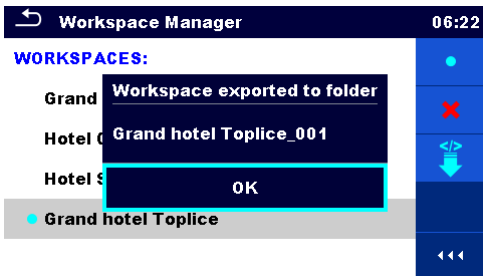 Workspace Manager 06:22
WORKSPACES:
Grand
Workspace exported to folder
Hotel
Grand hotel Toplice_001
Hotel
OK
Grand hotel Toplice